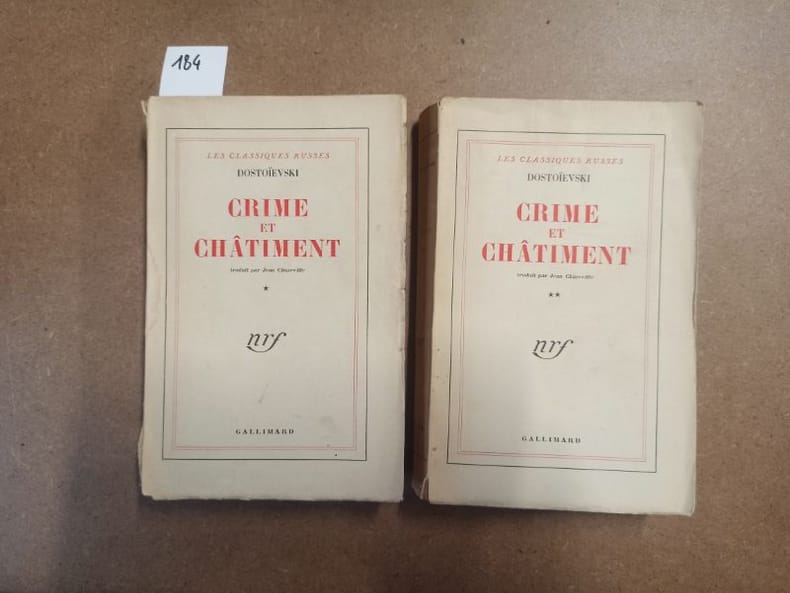 184
LES CLASSIQUES RUSSES
DOSTOÏEVSKI
CRIME
ET
CHÂTIMENT
traduit par Jean Chuzeville
*
nrf
GALLIMARD
LES CLASSIQUES RUSSES
DOSTOÏEVSKI
CRIME
ET
CHÂTIMENT
traduit par Jean Chuzeville
**
nrf
GALLIMARD